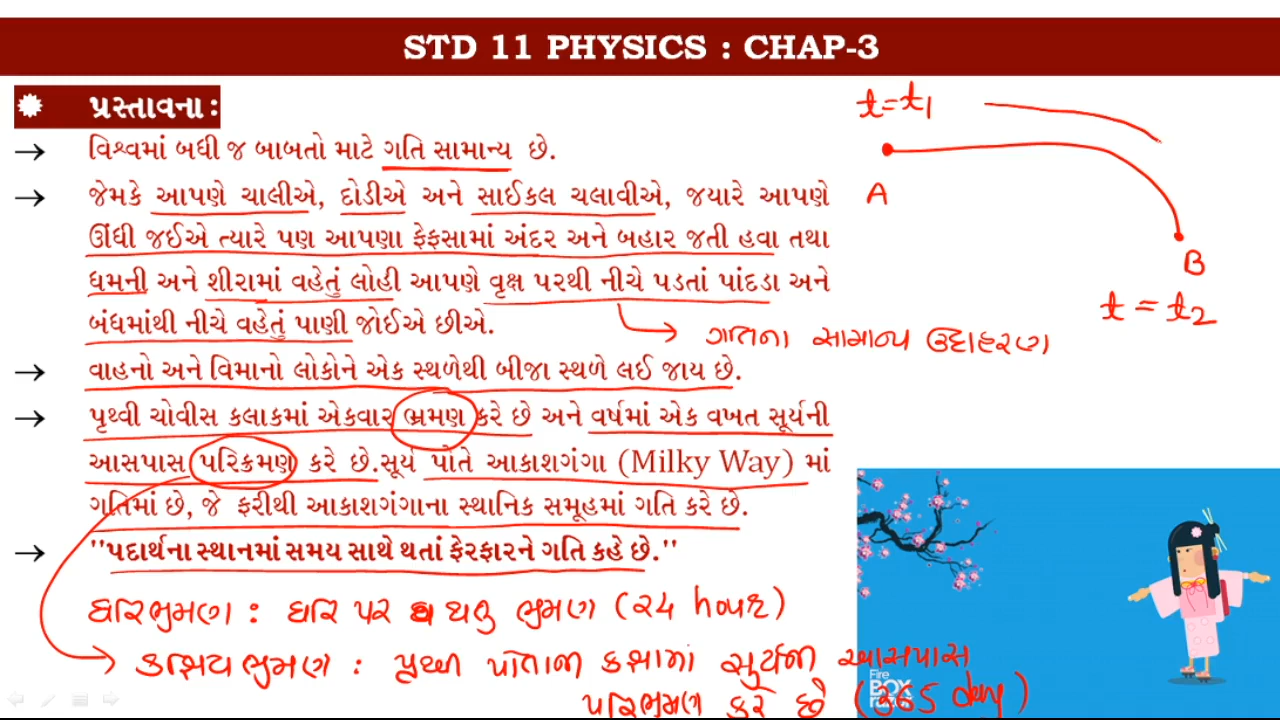 STD 11 PHYSICS : CHAP-3
પ્રસ્તાવના :
→ વિશ્વમાં બધી જ બાબતો માટે ગતિ સામાન્ય છે.
→ જેમકે આપણે ચાલીએ, દોડીએ અને સાઈકલ ચલાવીએ, જયારે આપણ
ઊંઘી જઈએ ત્યારે પણ આપણા ફેફસામાં અંદર અને બહાર જતી હવા તથા
ધમની અને શીરામાં વહેતું લોહી આપણે વૃક્ષ પરથી નીચે પડતાં પાંદડા અને
બંધમાંથી નીચે વહેતું પાણી જોઈએ છીએ.
→ વાહનો અને વિમાનો લોકોને એક સ્થળેથી બીજા સ્થળે લઈ જાય છે.
→ પૃથ્વી ચોવીસ કલાકમાં એકવાર ભ્રમણ કરે છે અને વર્ષમાં એક વખત સૂર્યની
આસપાસ પરિક્રમણ કરે છે.સૂર્ય પોતે આકાશગંગા (Milky Way) માં
ગતિમાં છે, જે ફરીથી આકાશગંગાના સ્થાનિક સમૂહમાં ગતિ કરે છે.
→ "પદાર્થના સ્થાનમાં સમય સાથે થતાં ફેરફારને ગતિ કહે છે."
t = t1
A
B
t = t2
→ ગતિના સામાન્ય ઉદાહરણ
ધરિભ્રમણ : ધરિ પર થતુ ભ્રમણ (24 hour)
→ કક્ષિય ભ્રમણ : પૃથ્વી પોતાની કક્ષામાં સુર્યની આસપાસ
પરિભ્રમણ કરે છે (365 day)
Fire
BOX